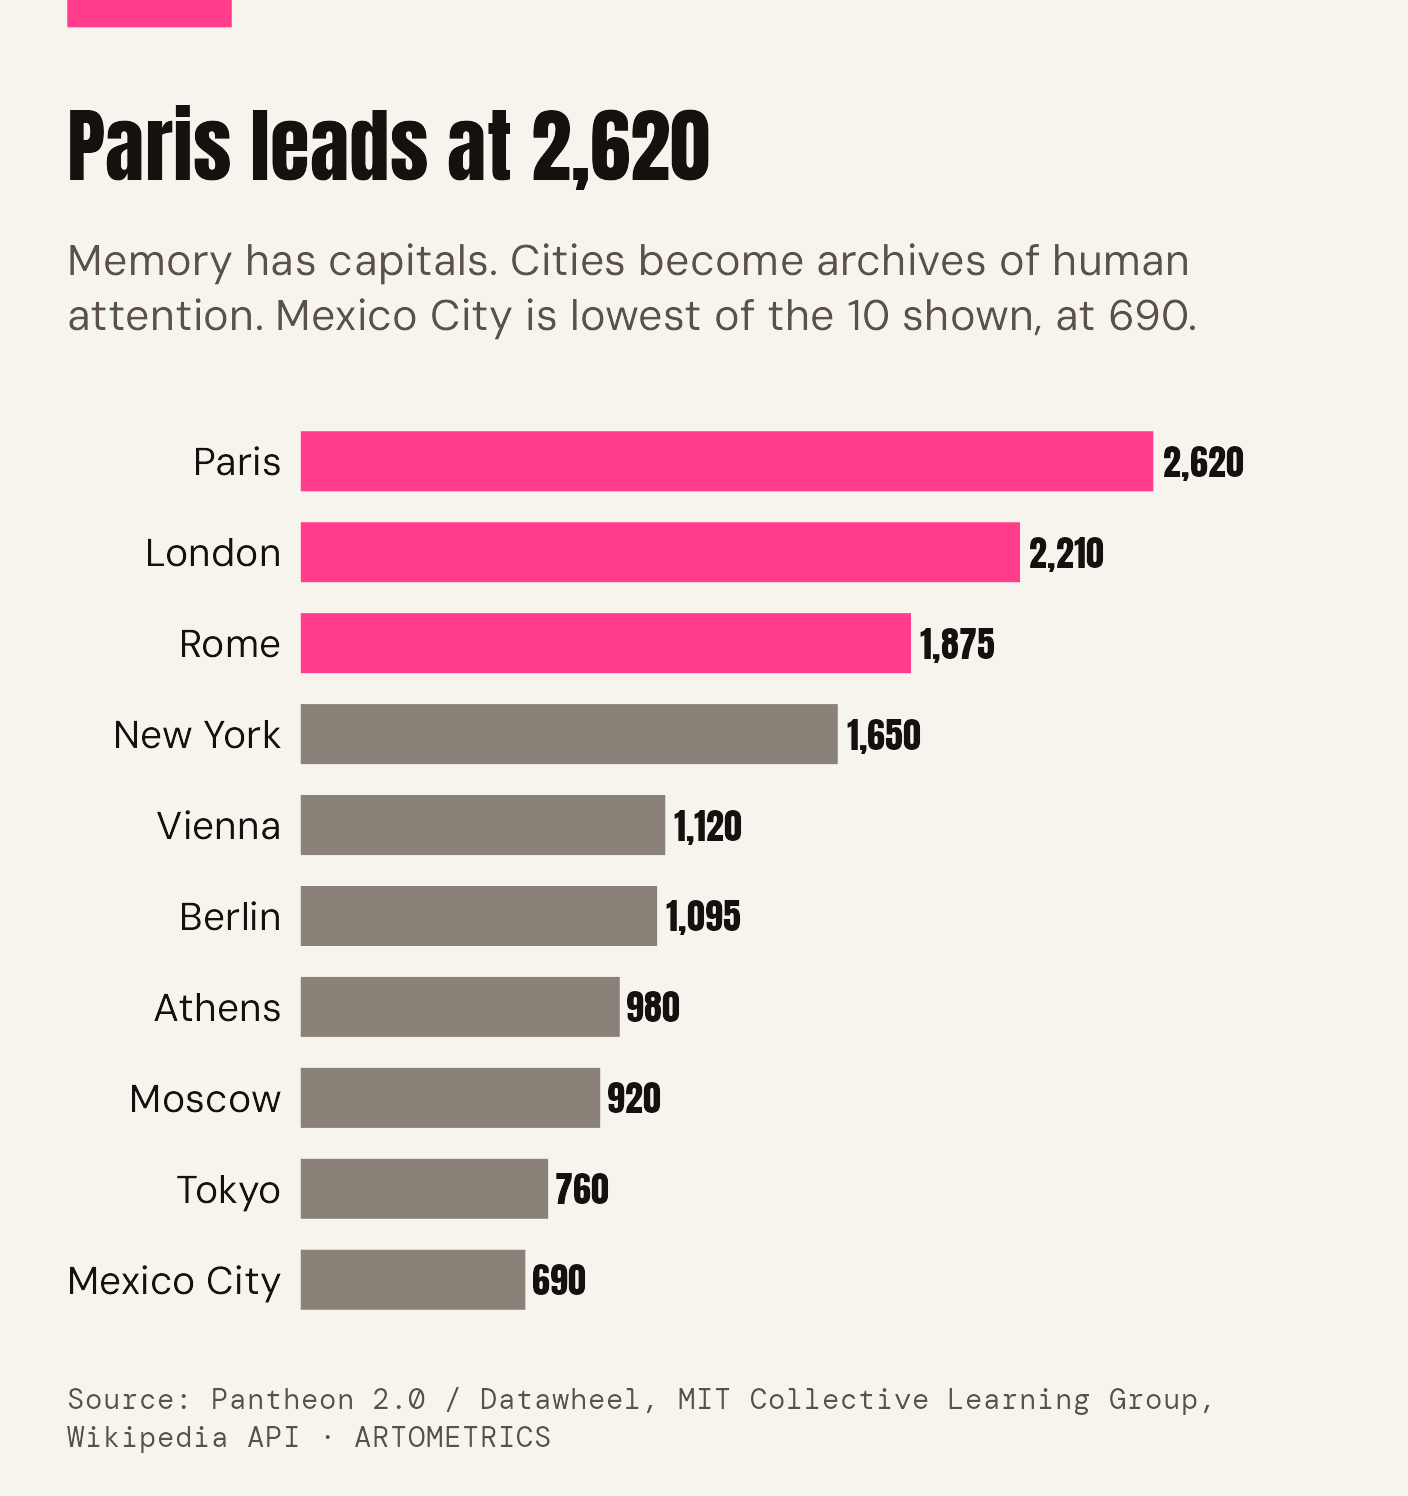 Paris leads at 2,620
Memory has capitals. Cities become archives of human
attention. Mexico City is lowest of the 10 shown, at 690.
Paris 2,620
London 2,210
Rome 1,875
New York 1,650
Vienna 1,120
Berlin 1,095
Athens 980
Moscow 920
Tokyo 760
Mexico City 690
Source: Pantheon 2.0 / Datawheel, MIT Collective Learning Group,
Wikipedia API · ARTOMETRICS